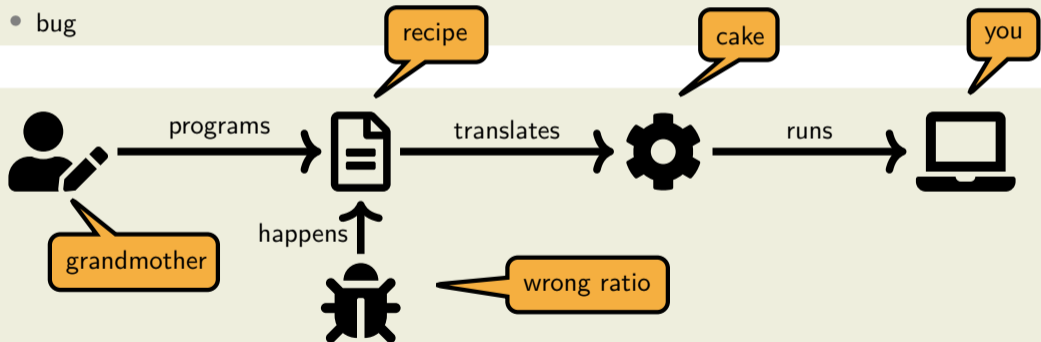 bug
recipe
cake
you
programs
translates
runs
happens
grandmother
wrong ratio